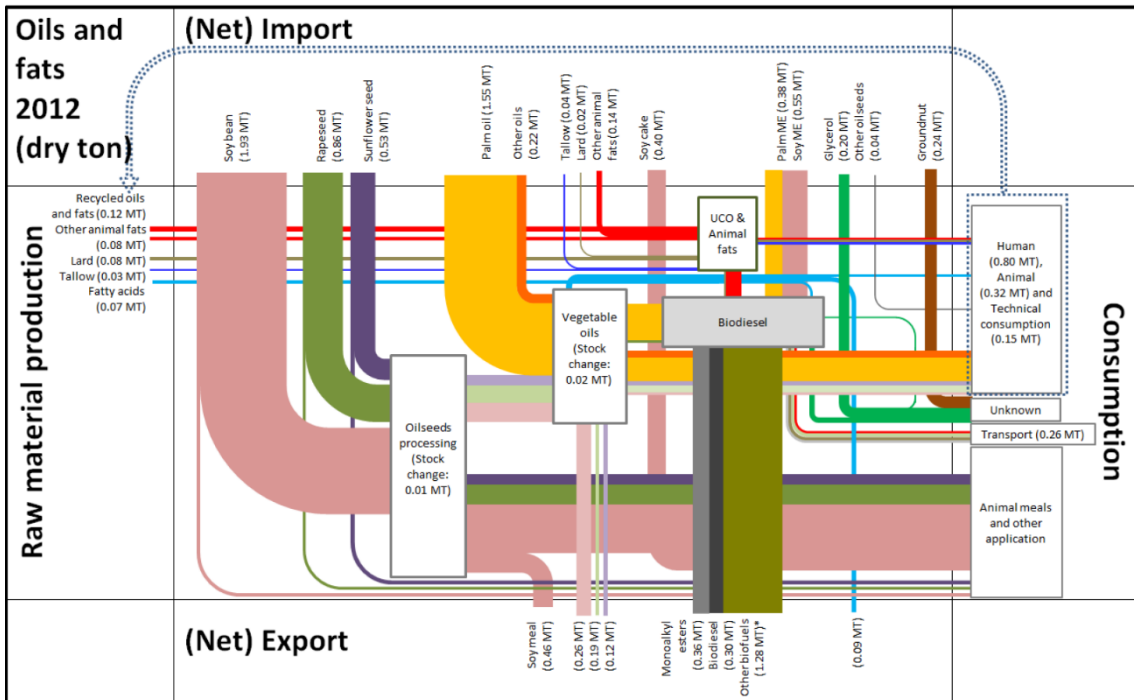 Oils and
fats
2012
(dry ton)
(Net) Import
Soy bean
(1.93 MT)
Rapeseed
(0.86 MT)
Sunflower seed
(0.53 MT)
Palm oil (1.55 MT)
Other oils
(0.22 MT)
Tallow (0.04 MT)
Lard (0.02 MT)
Other animal
fats (0.14 MT)
Soy cake
(0.40 MT)
Palm ME (0.38 MT)
Soy ME (0.55 MT)
Glycerol
(0.20 MT)
Other oilseeds
(0.04 MT)
Groundnut
(0.24 MT)
Raw material production
Recycled oils
and fats (0.12 MT)
Other animal fats
(0.08 MT)
Lard (0.08 MT)
Tallow (0.03 MT)
Fatty acids
(0.07 MT)
UCO &
Animal
fats
Vegetable
oils
(Stock
change:
0.02 MT)
Biodiesel
Oilseeds
processing
(Stock
change:
0.01 MT)
Human
(0.80 MT),
Animal
(0.32 MT) and
Technical
consumption
(0.15 MT)
Unknown
Transport (0.26 MT)
Animal meals
and other
application
Consumption
(Net) Export
Soy meal
(0.46 MT)
(0.26 MT)
(0.19 MT)
(0.12 MT)
Monoalkyl
esters
(0.36 MT)
Biodiesel
(0.30 MT)
Other biofuels
(1.28 MT)*
(0.09 MT)